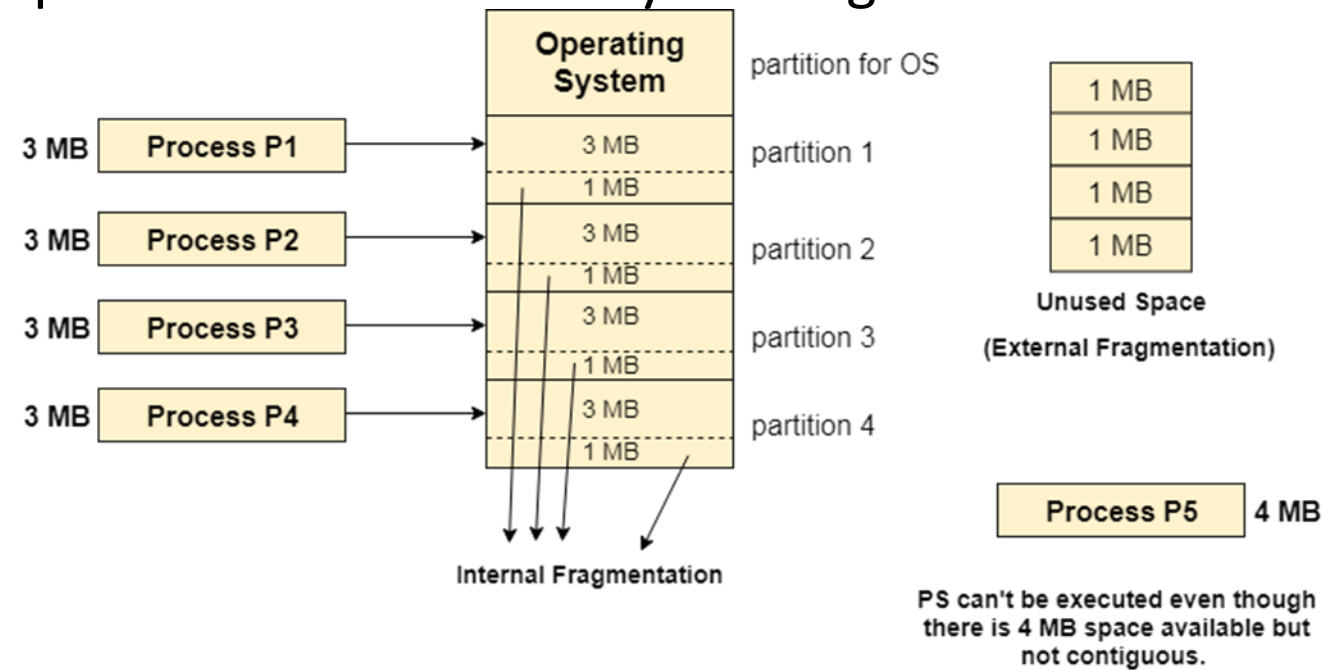 Operating
System
partition for OS
3 MB
Process P1
3 MB
1 MB
partition 1
3 MB
Process P2
3 MB
1 MB
partition 2
3 MB
Process P3
3 MB
1 MB
partition 3
3 MB
Process P4
3 MB
1 MB
partition 4
Internal Fragmentation
1 MB
1 MB
1 MB
1 MB
Unused Space
(External Fragmentation)
Process P5
4 MB
PS can't be executed even though
there is 4 MB space available but
not contiguous.